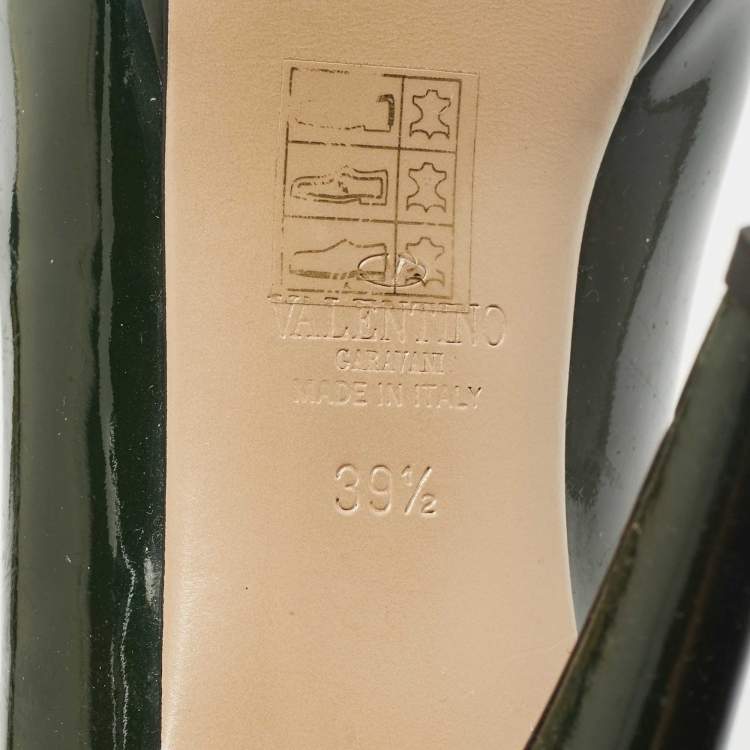 VALENTINO
GARAVANI
MADE IN ITALY
39½